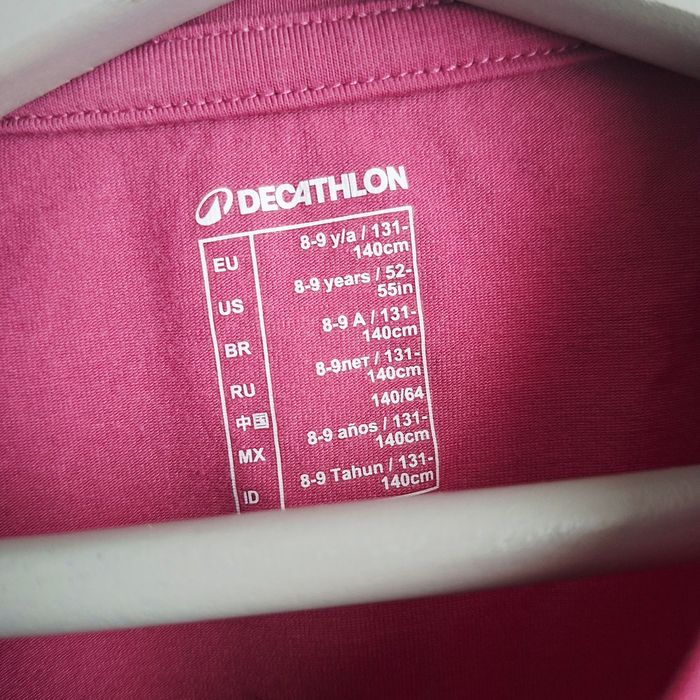 DECATHLON
EU 8-9 y/a / 131-
140cm
US 8-9 years / 52-
55in
BR 8-9 A / 131-
140cm
RU 8-9лет / 131-
140cm
中国 140/64
MX 8-9 años / 131-
140cm
ID 8-9 Tahun / 131-
140cm